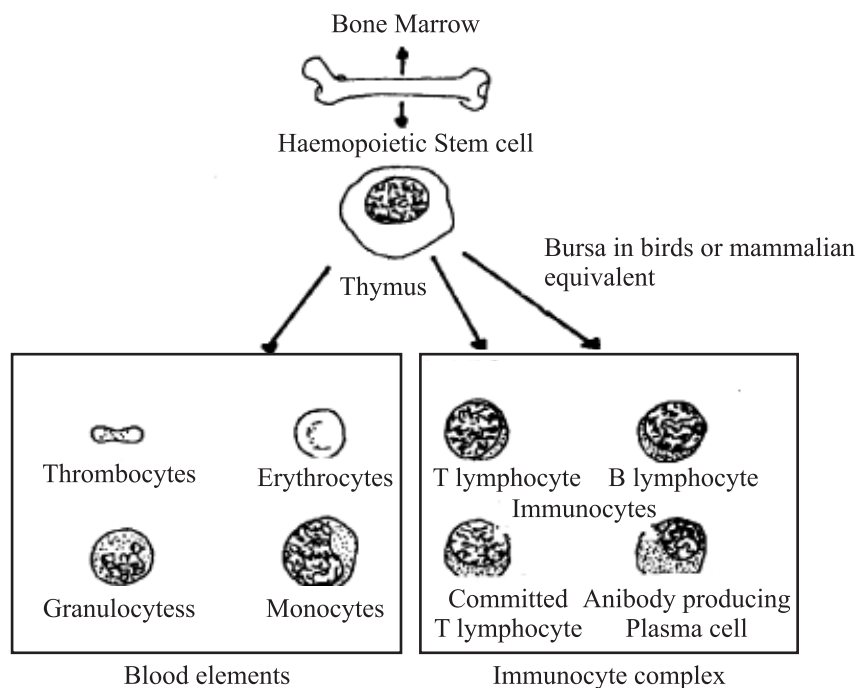 Bone Marrow
Haemopoietic Stem cell
Bursa in birds or mammalian
equivalent
Thymus
Thrombocytes
Erythrocytes
T lymphocyte
B lymphocyte
Immunocytes
Granulocytess
Monocytes
Committed
T lymphocyte
Anibody producing
Plasma cell
Blood elements
Immunocyte complex